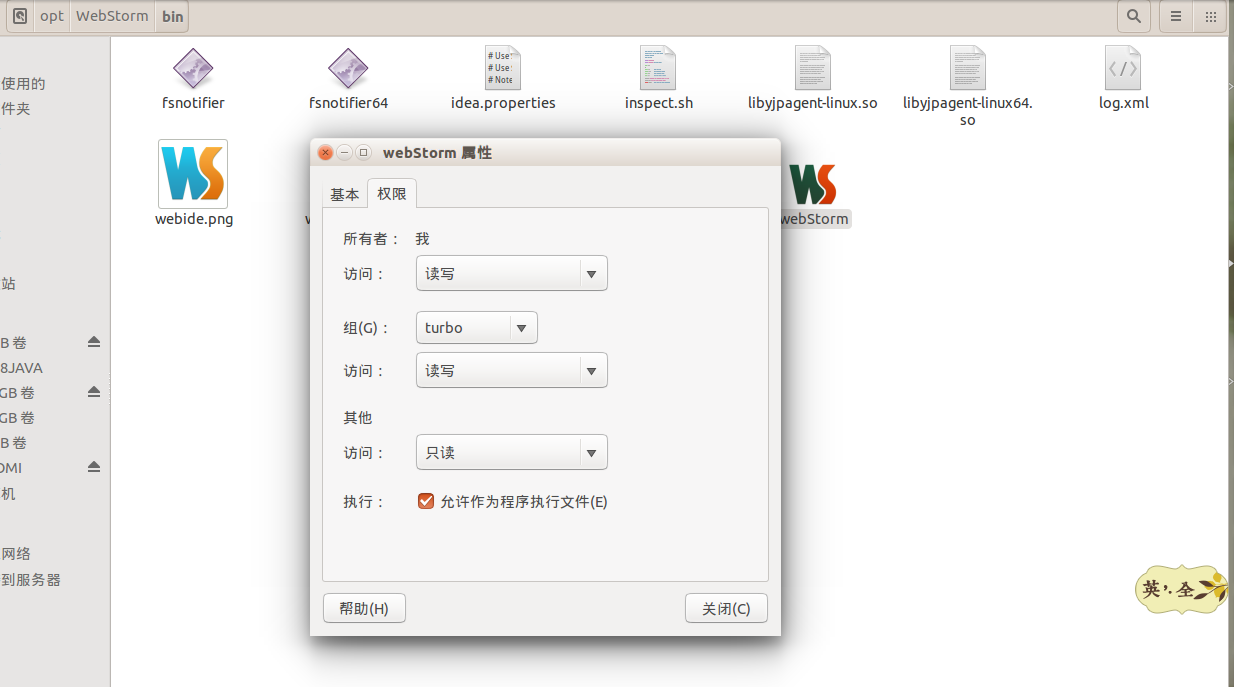 opt WebStorm bin
使用的
件夹
站
B 卷
8JAVA
GB 卷
GB 卷
B 卷
OMI
机
网络
到服务器
fsnotifier
fsnotifier64
idea.properties
inspect.sh
libyjpagent-linux.so
libyjpagent-linux64.
so
log.xml
# Use
# Use
# Note
</>
WS
webide.png
WS
webStorm
webStorm 属性
基本 权限
所有者： 我
访问： 读写
组(G)： turbo
访问： 读写
其他
访问： 只读
执行： 允许作为程序执行文件(E)
帮助(H) 关闭(C)
英 全